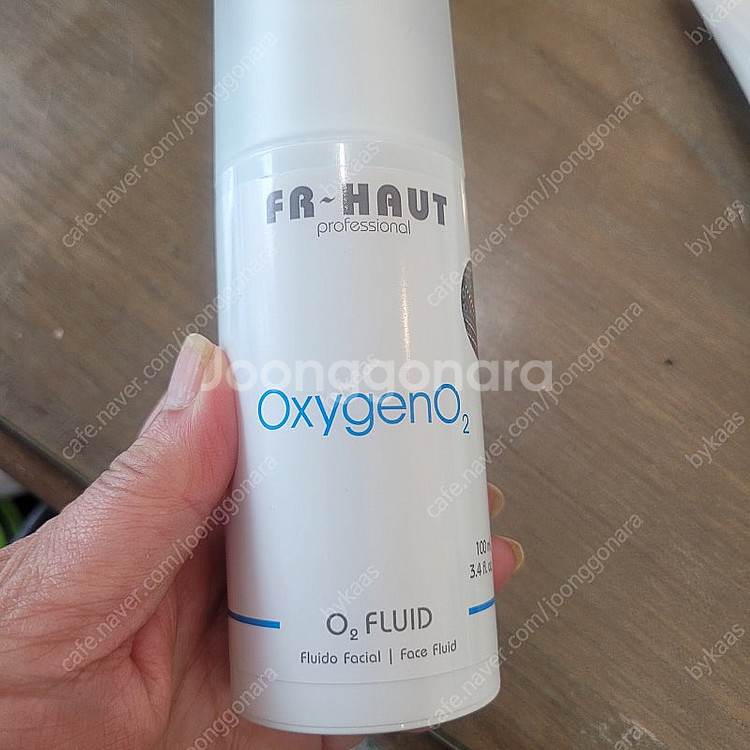 FR~HAUT
professional
Joonggonara
OxygenO₂
100 m
3.4 fl. oz
O₂ FLUID
Fluido Facial | Face Fluid
cafe.naver.com/joonggonara
bykaas